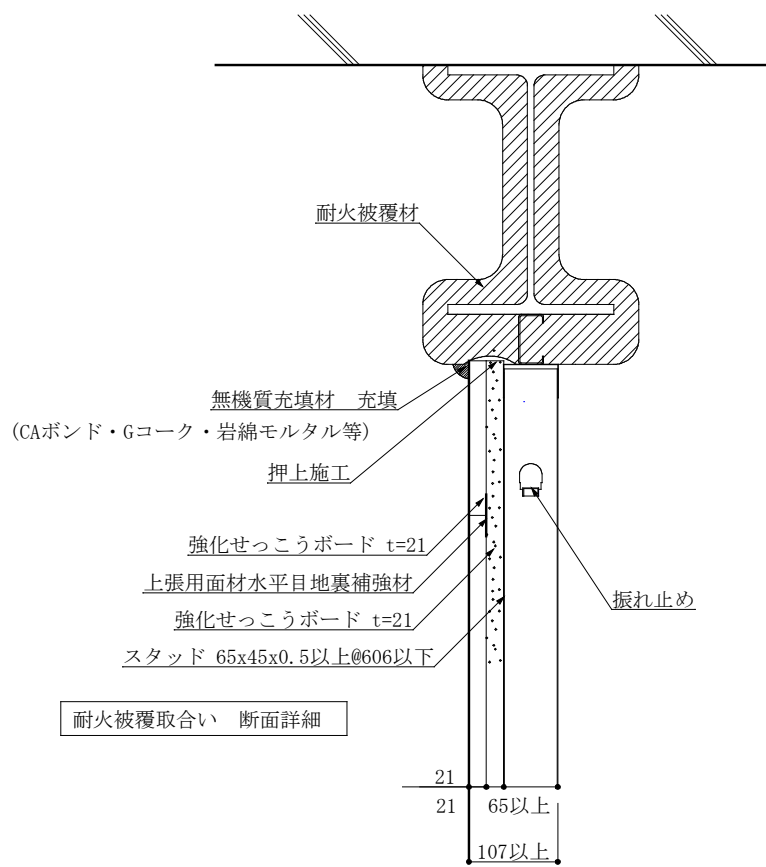 耐火被覆材
無機質充填材　充填
(CAボンド・Gコーク・岩綿モルタル等)
押上施工
強化せっこうボード t=21
上張用面材水平目地裏補強材
振れ止め
強化せっこうボード t=21
スタッド 65x45x0.5以上@606以下
耐火被覆取合い　断面詳細
21
21
65以上
107以上